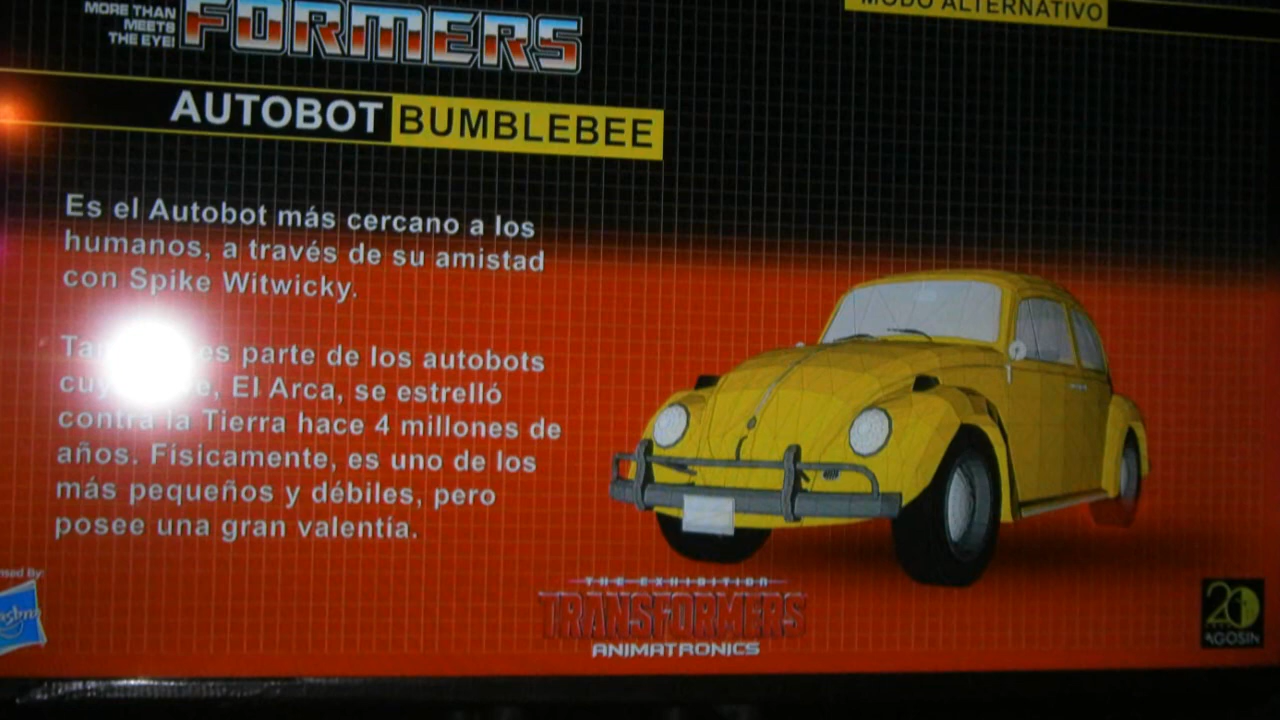 MORE THAN
MEETS
THE EYE!
FORMERS
MODO ALTERNATIVO
AUTOBOT BUMBLEBEE
Es el Autobot más cercano a los
humanos, a través de su amistad
con Spike Witwicky.
es parte de los autobots
El Arca, se estrelló
contra la Tierra hace 4 millones de
años. Físicamente, es uno de los
más pequeños y débiles, pero
posee una gran valentía.
By:
THE EXHIBITION
TRANSFORMERS
ANIMATRONICS
20
AGOSIN